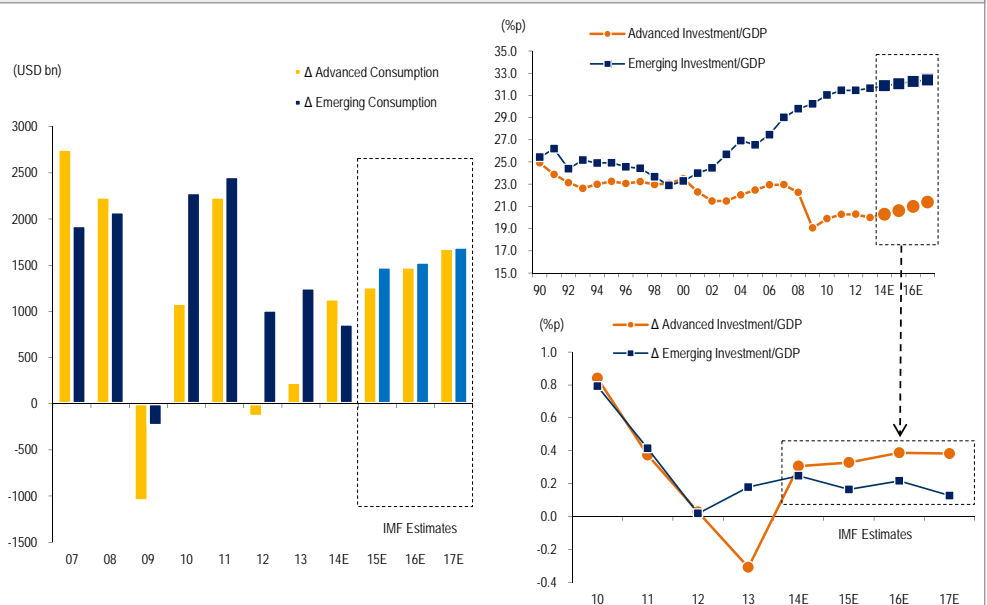 (USD bn)
Δ Advanced Consumption
Δ Emerging Consumption
3000
2500
2000
1500
1000
500
0
-500
-1000
-1500
IMF Estimates
07 08 09 10 11 12 13 14E 15E 16E 17E
(%p)
Advanced Investment/GDP
Emerging Investment/GDP
35.0
33.0
31.0
29.0
27.0
25.0
23.0
21.0
19.0
17.0
15.0
90 92 94 96 98 00 02 04 06 08 10 12 14E 16E
(%p)
Δ Advanced Investment/GDP
Δ Emerging Investment/GDP
1.0
0.8
0.6
0.4
0.2
0.0
-0.2
-0.4
IMF Estimates
10 11 12 13 14E 15E 16E 17E